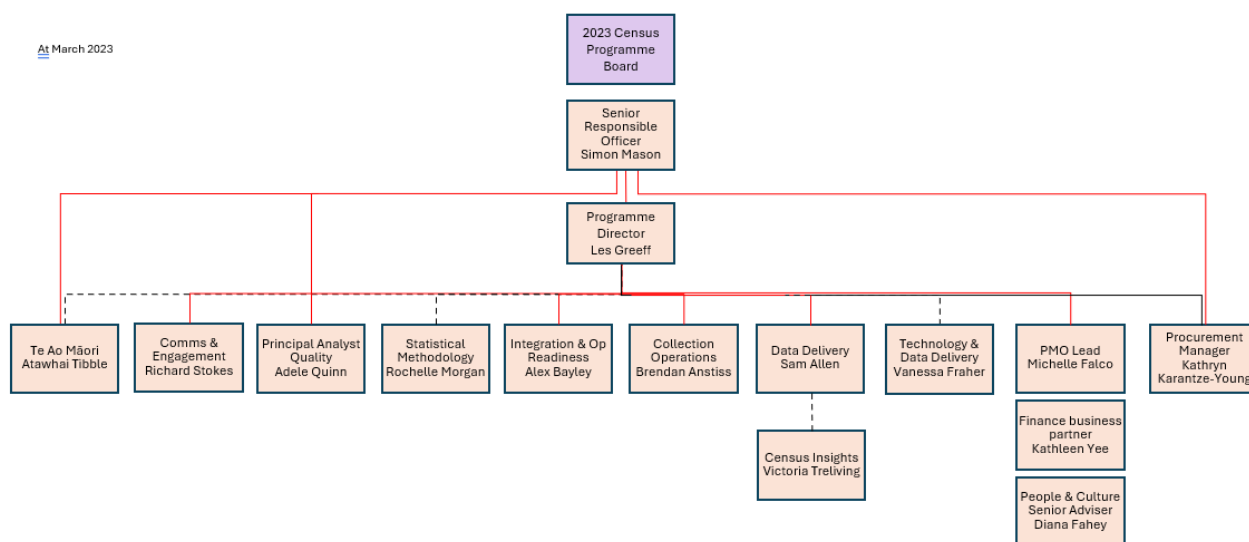 At March 2023
2023 Census
Programme
Board
Senior
Responsible
Officer
Simon Mason
Programme
Director
Les Greeff
Te Ao Māori
Atawhai Tibble
Comms &
Engagement
Richard Stokes
Principal Analyst
Quality
Adele Quinn
Statistical
Methodology
Rochelle Morgan
Integration & Op
Readiness
Alex Bayley
Collection
Operations
Brendan Anstiss
Data Delivery
Sam Allen
Technology &
Data Delivery
Vanessa Fraher
PMO Lead
Michelle Falco
Procurement
Manager
Kathryn
Karantze-Young
Census Insights
Victoria Treliving
Finance business
partner
Kathleen Yee
People & Culture
Senior Adviser
Diana Fahey